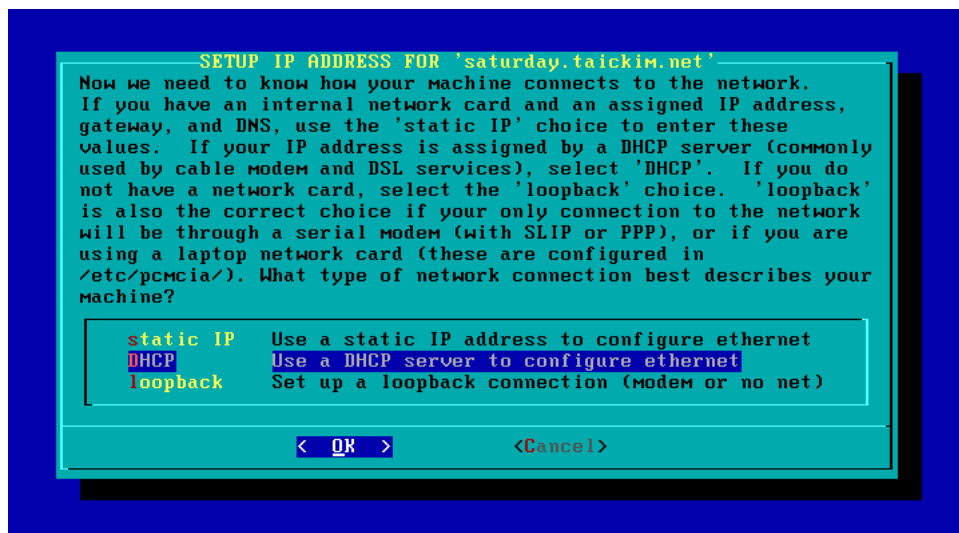 SETUP IP ADDRESS FOR 'saturday.taickim.net'
Now we need to know how your machine connects to the network.
If you have an internal network card and an assigned IP address,
gateway, and DNS, use the 'static IP' choice to enter these
values.  If your IP address is assigned by a DHCP server (commonly
used by cable modem and DSL services), select 'DHCP'.  If you do
not have a network card, select the 'loopback' choice.  'loopback'
is also the correct choice if your only connection to the network
will be through a serial modem (with SLIP or PPP), or if you are
using a laptop network card (these are configured in
/etc/pcmcia/). What type of network connection best describes your
machine?
static IP  Use a static IP address to configure ethernet
DHCP  Use a DHCP server to configure ethernet
loopback  Set up a loopback connection (modem or no net)
< OK > <Cancel>